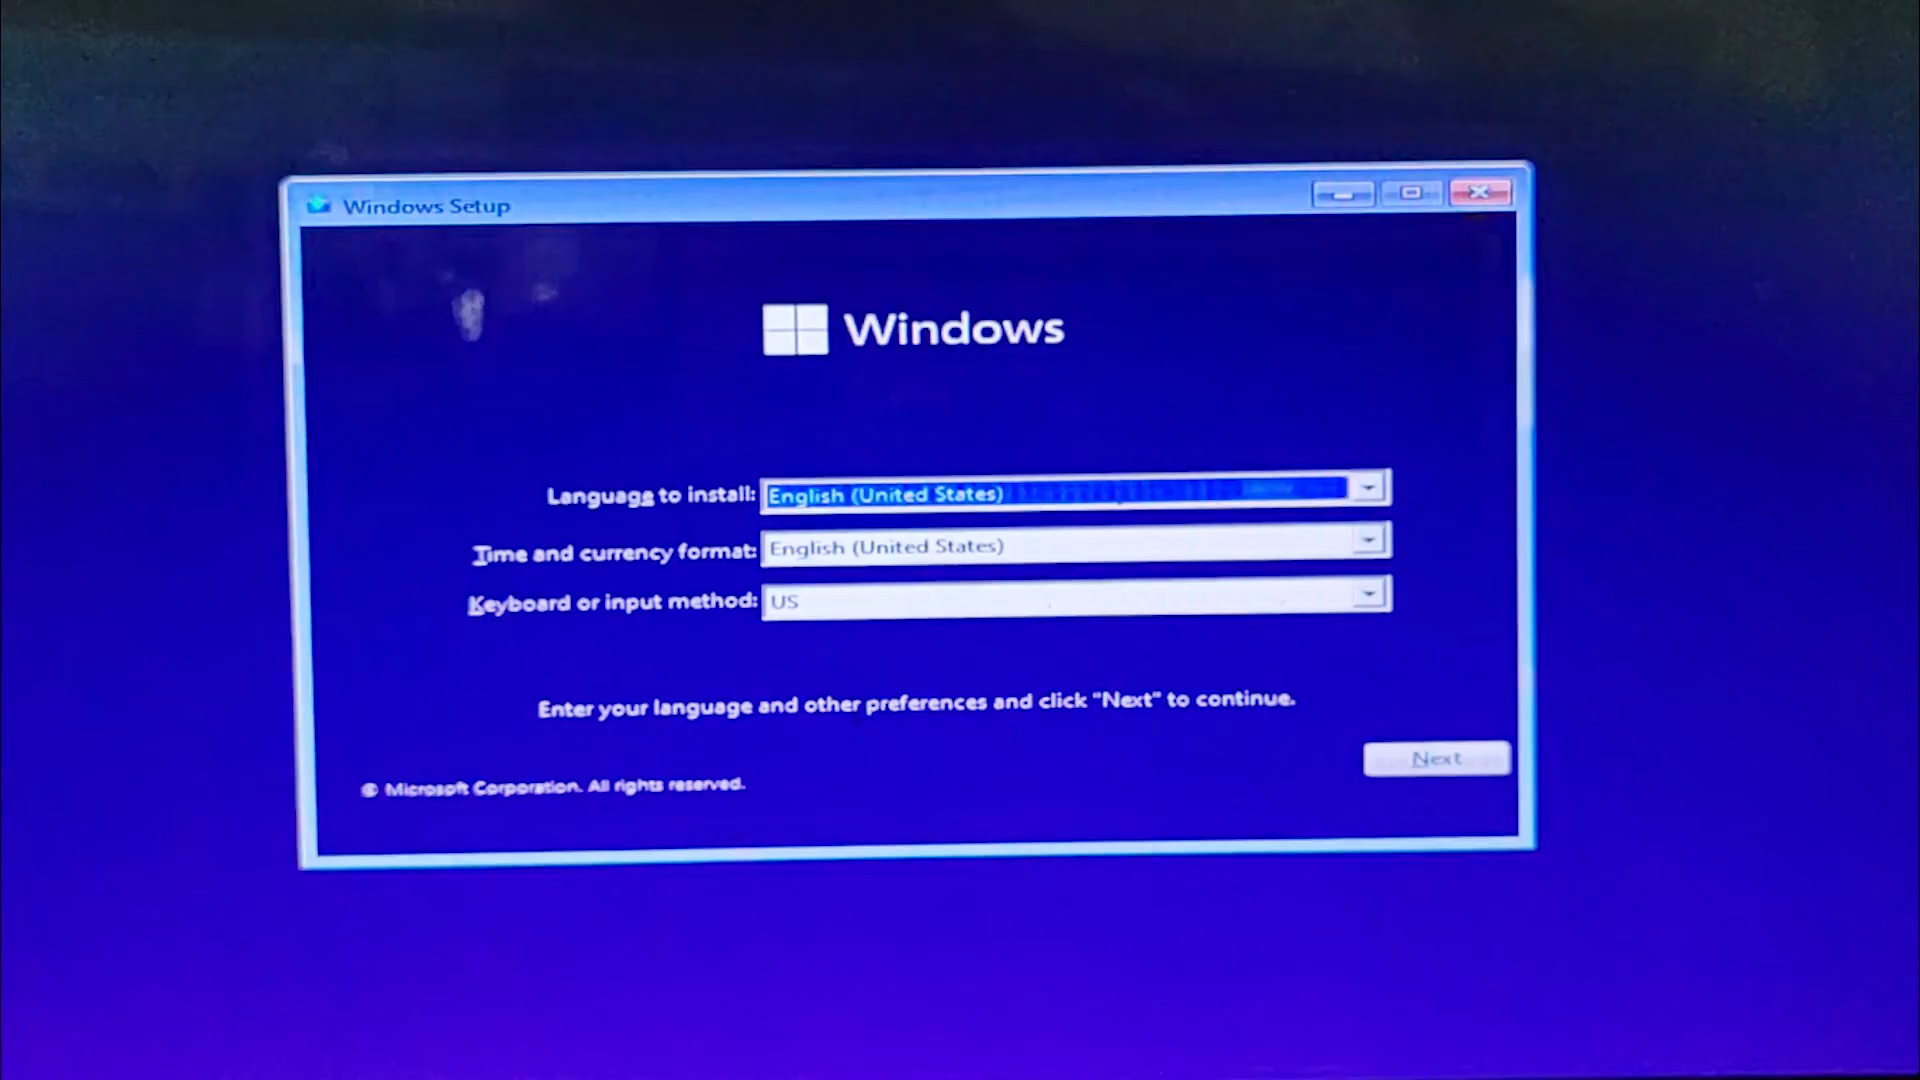 Windows Setup
Windows
Language to install: English (United States)
Time and currency format: English (United States)
Keyboard or input method: US
Enter your language and other preferences and click "Next" to continue.
Next
© Microsoft Corporation. All rights reserved.